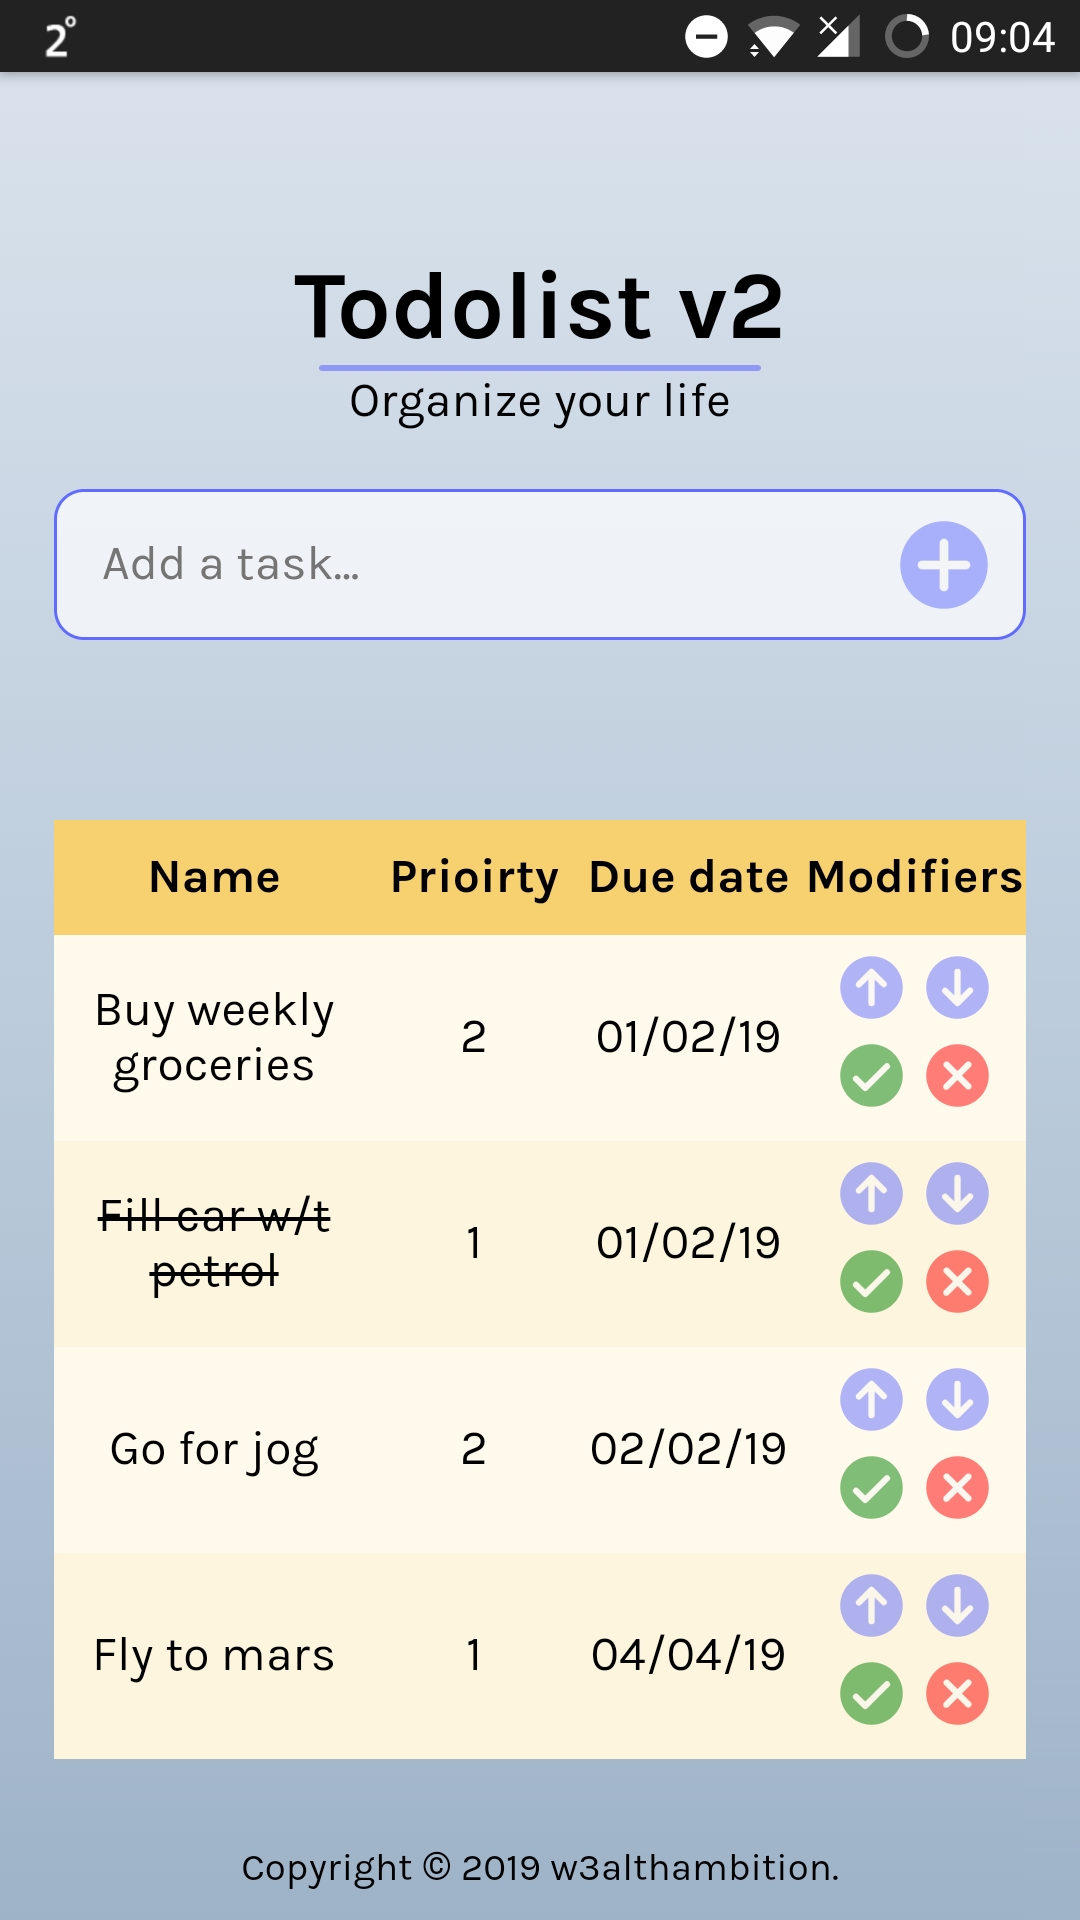 2° 09:04
Todolist v2
Organize your life
Add a task...
Name Prioirty Due date Modifiers
Buy weekly
groceries 2 01/02/19
Fill car w/t
petrol 1 01/02/19
Go for jog 2 02/02/19
Fly to mars 1 04/04/19
Copyright © 2019 w3althambition.